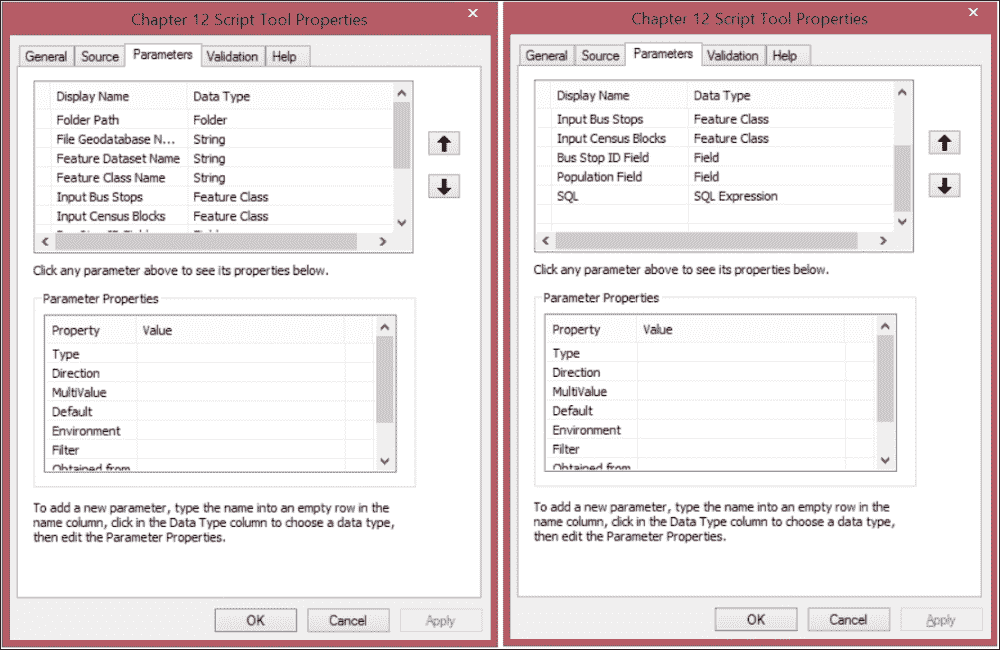 Chapter 12 Script Tool Properties
General Source Parameters Validation Help
Display Name Data Type
Folder Path Folder
File Geodatabase N... String
Feature Dataset Name String
Feature Class Name String
Input Bus Stops Feature Class
Input Census Blocks Feature Class
Click any parameter above to see its properties below.
Parameter Properties
Property Value
Type
Direction
MultiValue
Default
Environment
Filter
Obtained from
To add a new parameter, type the name into an empty row in the
name column, click in the Data Type column to choose a data type,
then edit the Parameter Properties.
OK Cancel Apply
Chapter 12 Script Tool Properties
General Source Parameters Validation Help
Display Name Data Type
Input Bus Stops Feature Class
Input Census Blocks Feature Class
Bus Stop ID Field Field
Population Field Field
SQL SQL Expression
Click any parameter above to see its properties below.
Parameter Properties
Property Value
Type
Direction
MultiValue
Default
Environment
Filter
Obtained from
To add a new parameter, type the name into an empty row in the
name column, click in the Data Type column to choose a data type,
then edit the Parameter Properties.
OK Cancel Apply